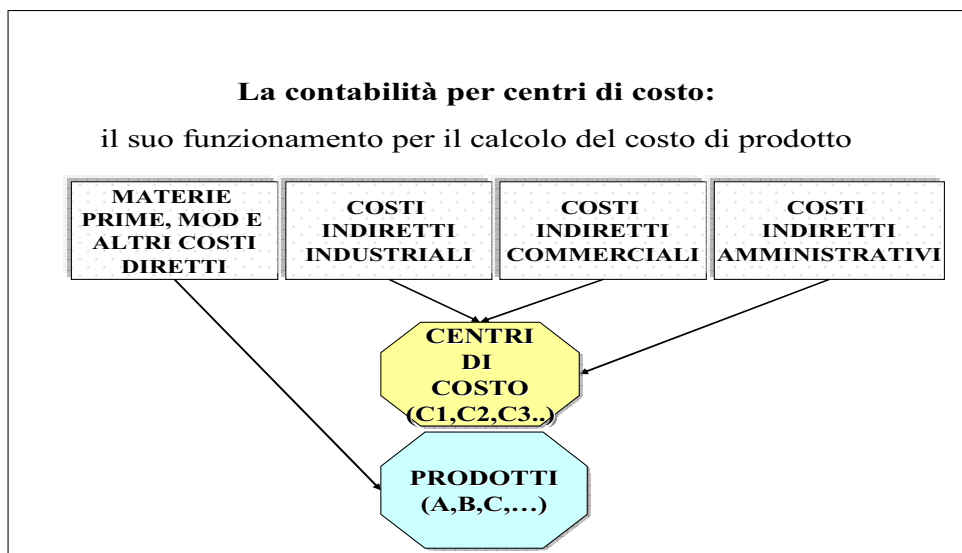 La contabilità per centri di costo:
il suo funzionamento per il calcolo del costo di prodotto
MATERIE
PRIME, MOD E
ALTRI COSTI
DIRETTI
COSTI
INDIRETTI
INDUSTRIALI
COSTI
INDIRETTI
COMMERCIALI
COSTI
INDIRETTI
AMMINISTRATIVI
CENTRI
DI
COSTO
(C1,C2,C3..)
PRODOTTI
(A,B,C,…)